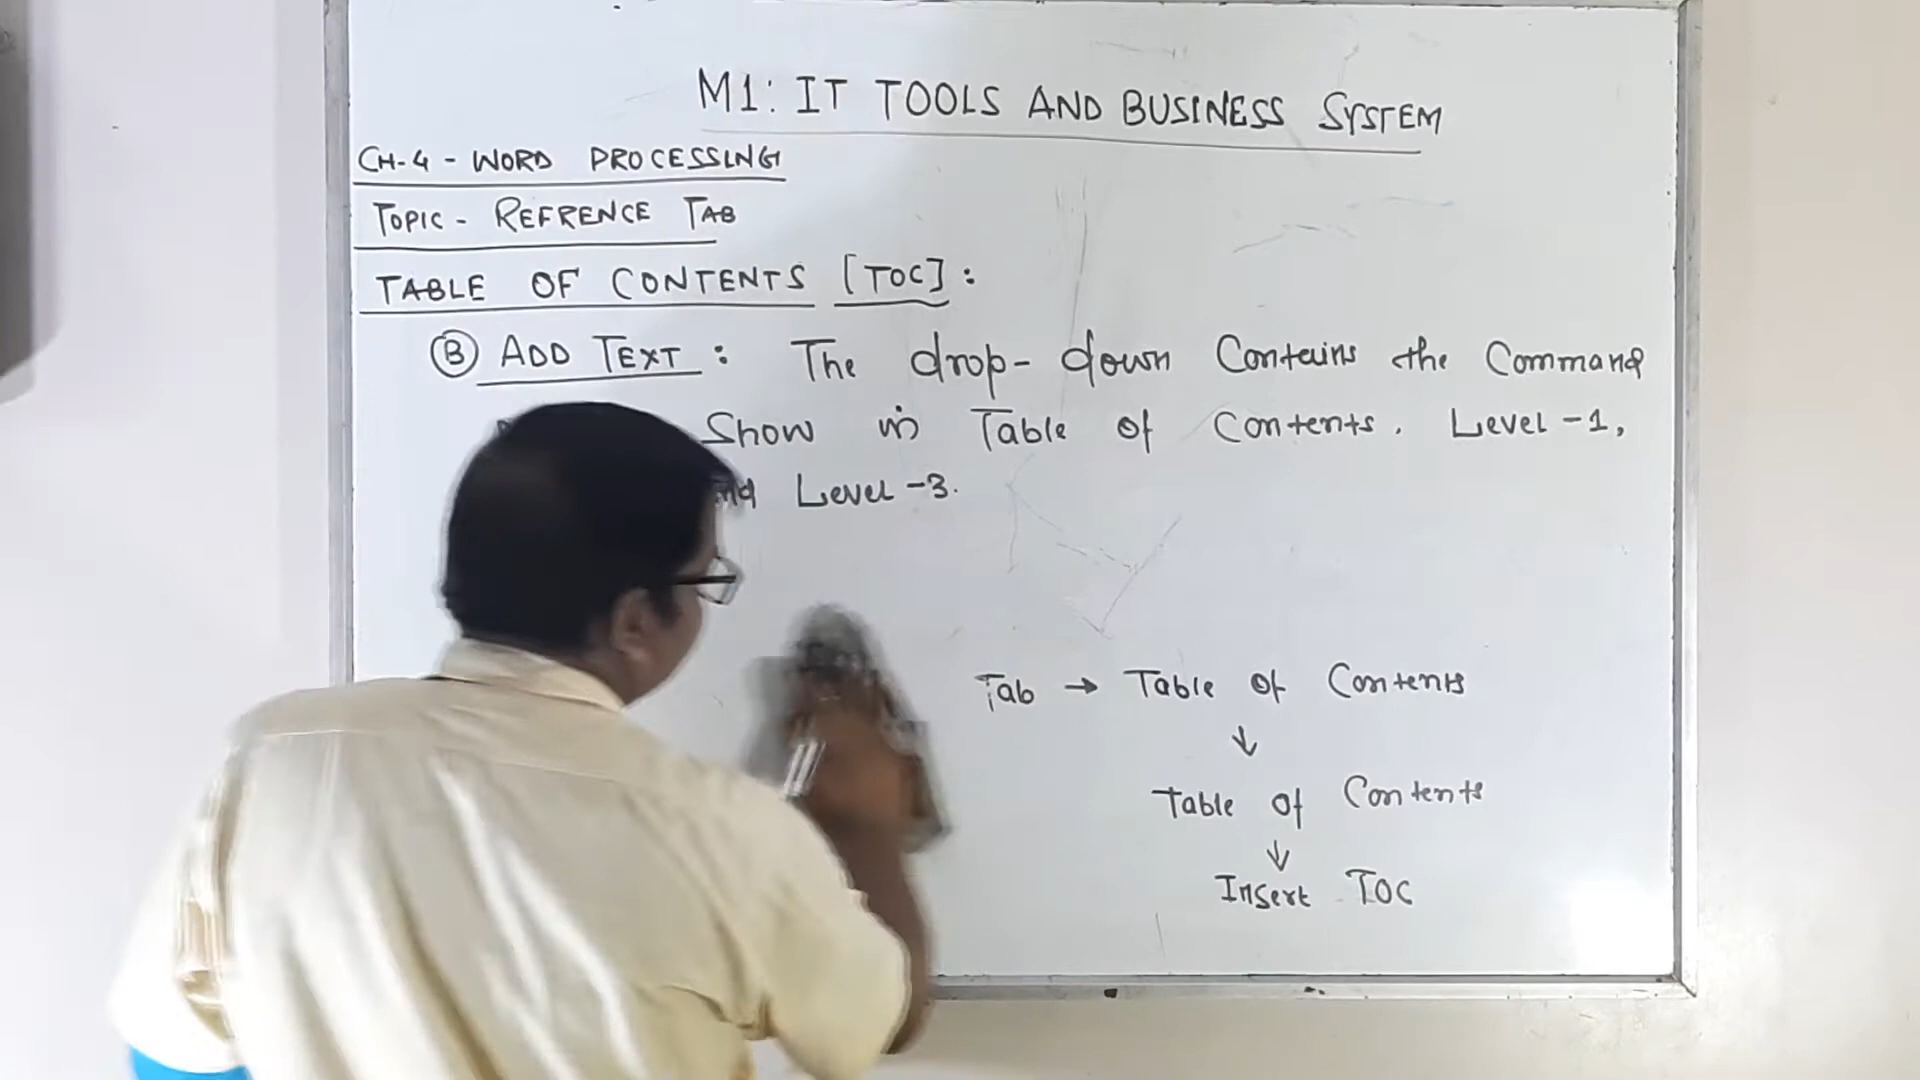 M1: IT TOOLS AND BUSINESS SYSTEM
CH-4 - WORD PROCESSING
TOPIC - REFRENCE TAB
TABLE OF CONTENTS [TOC] :
(B) ADD TEXT : The drop-down Contains the Command
Show in Table of Contents. Level-1,
Level-3.
Tab → Table of Contents
↓
Table of Contents
↓
Insert TOC